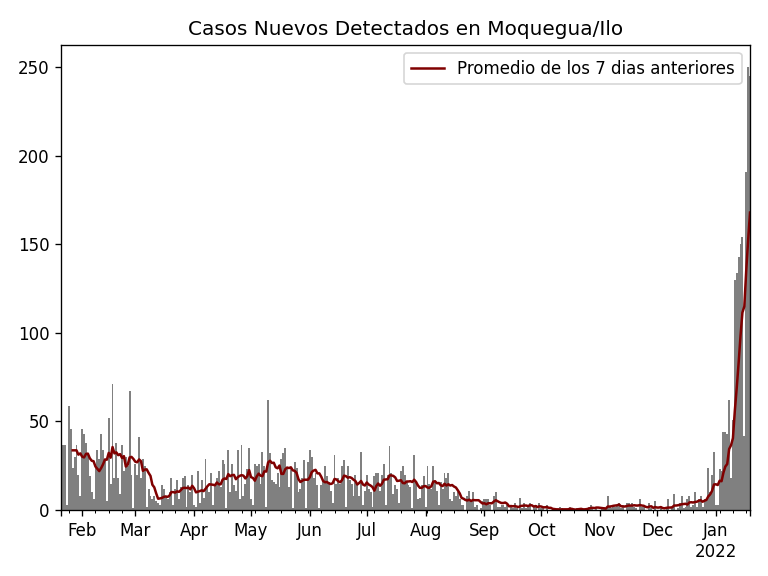 Casos Nuevos Detectados en Moquegua/Ilo
Promedio de los 7 dias anteriores
250
200
150
100
50
0
Feb Mar Apr May Jun Jul Aug Sep Oct Nov Dec Jan
2022